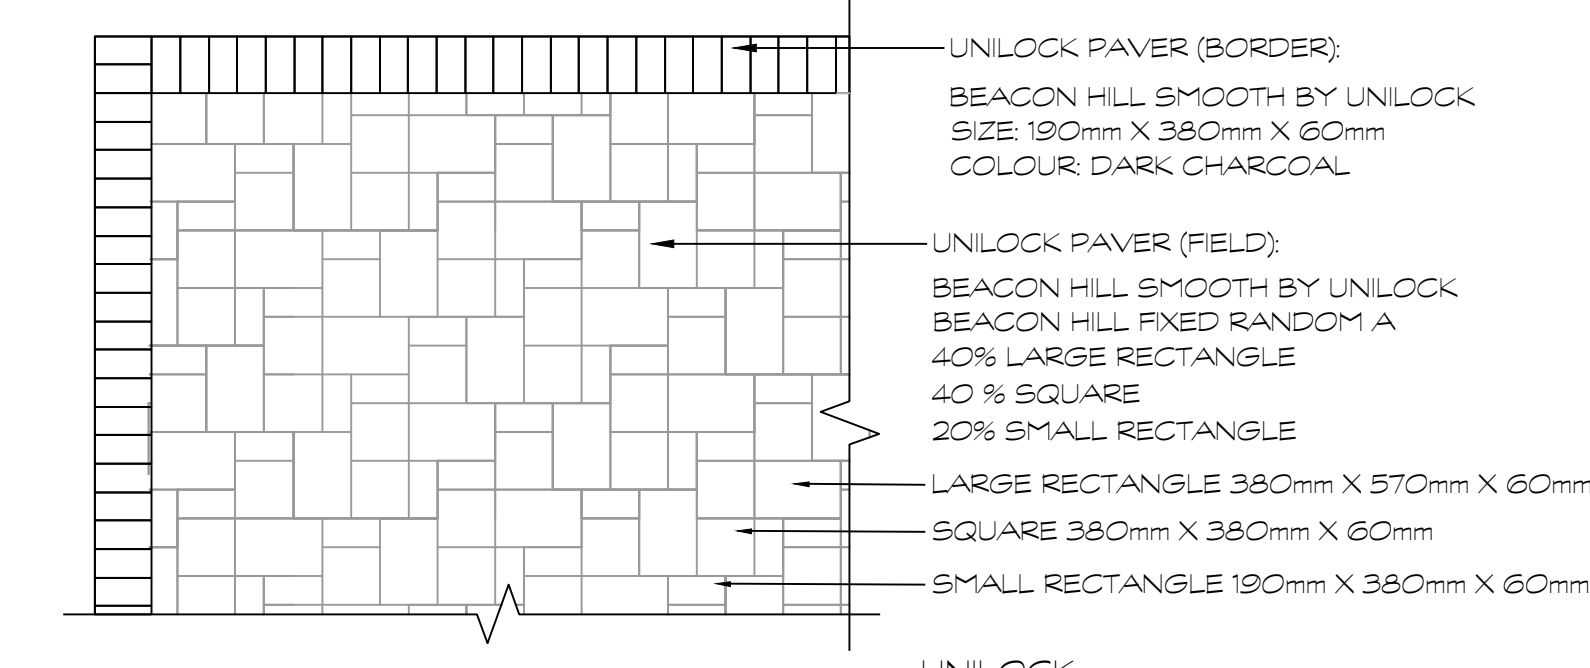 UNILOCK PAVER (BORDER):
BEACON HILL SMOOTH BY UNILOCK
SIZE: 190mm X 380mm X 60mm
COLOUR: DARK CHARCOAL
UNILOCK PAVER (FIELD):
BEACON HILL SMOOTH BY UNILOCK
BEACON HILL FIXED RANDOM A
40% LARGE RECTANGLE
40 % SQUARE
20% SMALL RECTANGLE
LARGE RECTANGLE 380mm X 570mm X 60mm
SQUARE 380mm X 380mm X 60mm
SMALL RECTANGLE 190mm X 380mm X 60mm
UNILOCK